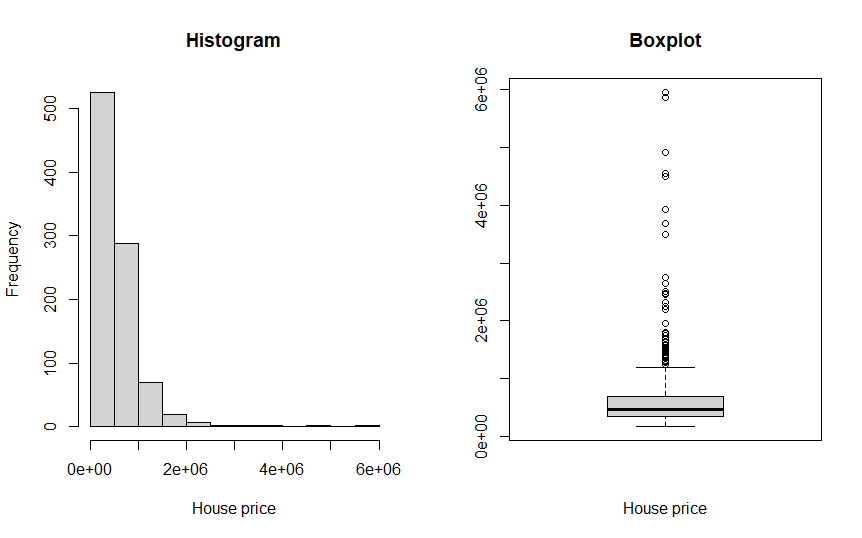 Histogram
Frequency
0
100
200
300
400
500
0e+00 2e+06 4e+06 6e+06
House price
Boxplot
0e+00
2e+06
4e+06
6e+06
House price